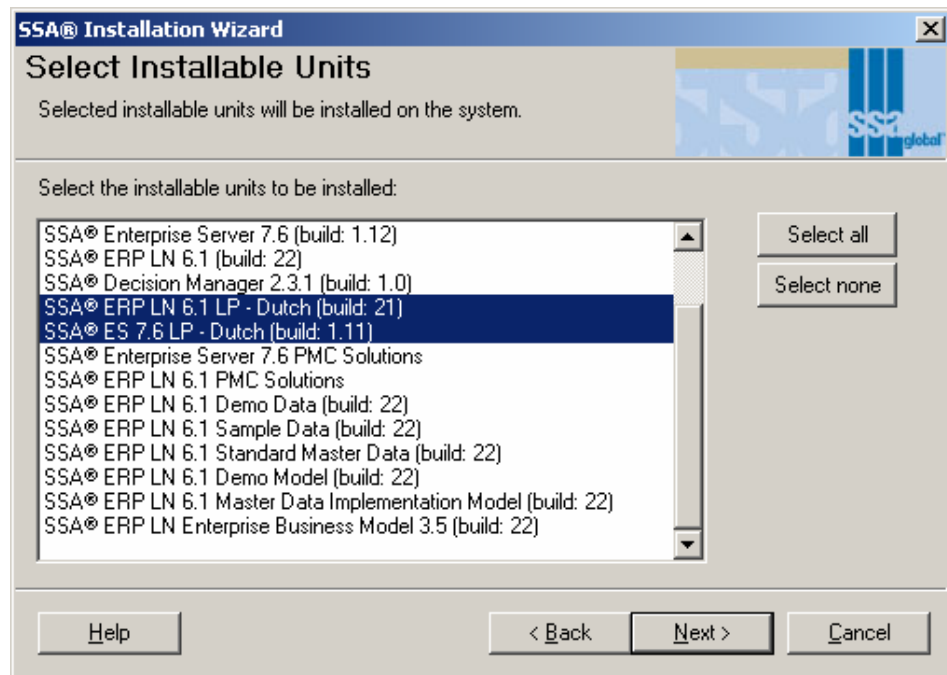 SSA® Installation Wizard
Select Installable Units
Selected installable units will be installed on the system.
ssa global™
Select the installable units to be installed:
SSA® Enterprise Server 7.6 (build: 1.12)
SSA® ERP LN 6.1 (build: 22)
SSA® Decision Manager 2.3.1 (build: 1.0)
SSA® ERP LN 6.1 LP - Dutch (build: 21)
SSA® ES 7.6 LP - Dutch (build: 1.11)
SSA® Enterprise Server 7.6 PMC Solutions
SSA® ERP LN 6.1 PMC Solutions
SSA® ERP LN 6.1 Demo Data (build: 22)
SSA® ERP LN 6.1 Sample Data (build: 22)
SSA® ERP LN 6.1 Standard Master Data (build: 22)
SSA® ERP LN 6.1 Demo Model (build: 22)
SSA® ERP LN 6.1 Master Data Implementation Model (build: 22)
SSA® ERP LN Enterprise Business Model 3.5 (build: 22)
Select all
Select none
Help
< Back
Next >
Cancel